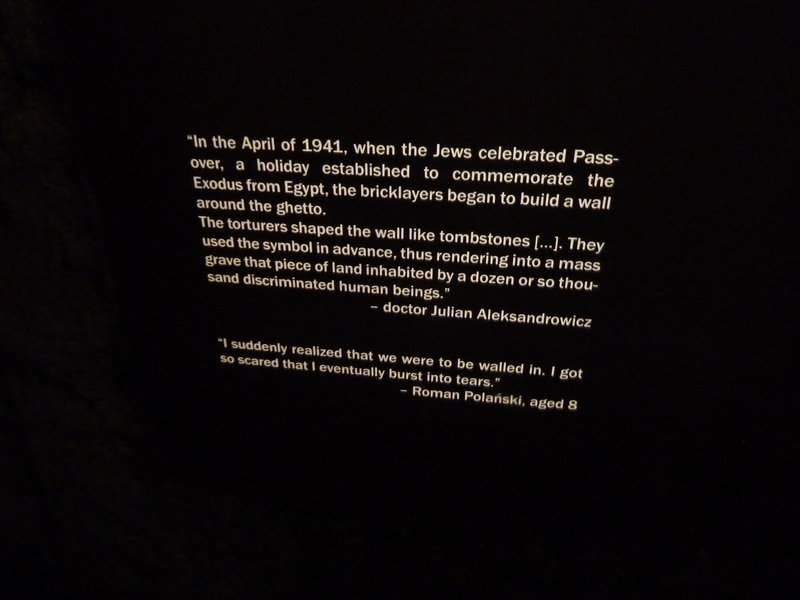 “In the April of 1941, when the Jews celebrated Pass-
over, a holiday established to commemorate the
Exodus from Egypt, the bricklayers began to build a wall
around the ghetto.
The torturers shaped the wall like tombstones [...]. They
used the symbol in advance, thus rendering into a mass
grave that piece of land inhabited by a dozen or so thou-
sand discriminated human beings.”
– doctor Julian Aleksandrowicz
“I suddenly realized that we were to be walled in. I got
so scared that I eventually burst into tears.”
– Roman Polański, aged 8